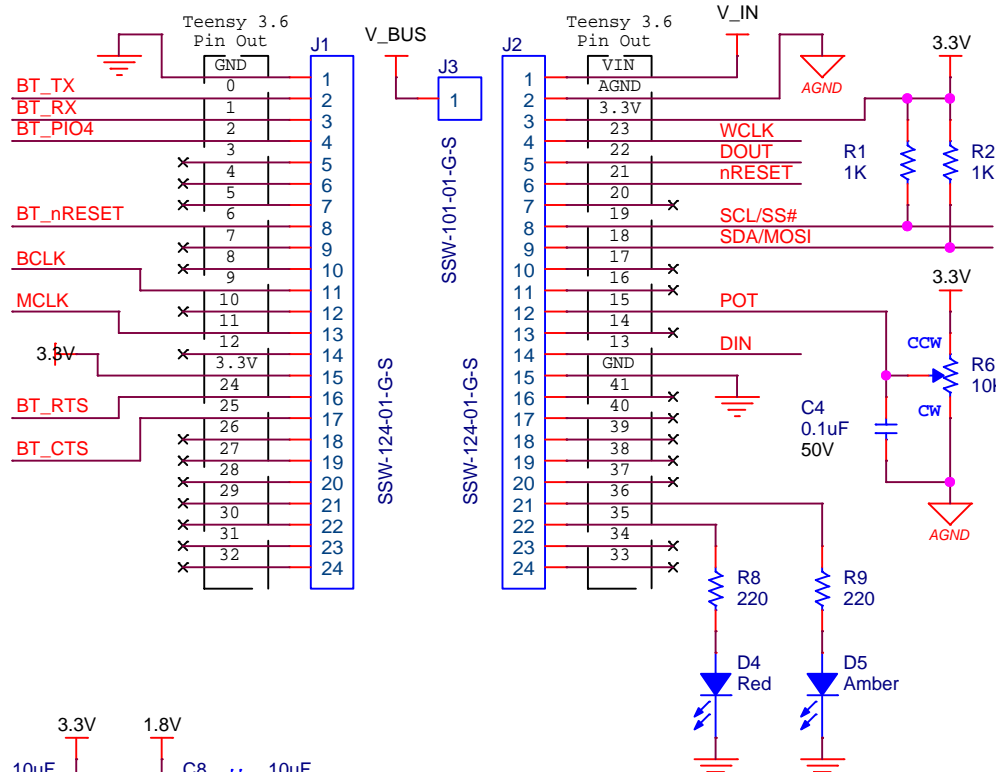 Teensy 3.6
Pin Out
J1
GND
0
1
2
3
4
5
6
7
8
9
10
11
12
3.3V
24
25
26
27
28
29
30
31
32
1
2
3
4
5
6
7
8
9
10
11
12
13
14
15
16
17
18
19
20
21
22
23
24
BT_TX
BT_RX
BT_PIO4
BT_nRESET
BCLK
MCLK
3.3V
BT_RTS
BT_CTS
SSW-124-01-G-S
V_BUS
J3
1
SSW-101-01-G-S
J2
Teensy 3.6
Pin Out
V_IN
1
2
3
4
5
6
7
8
9
10
11
12
13
14
15
16
17
18
19
20
21
22
23
24
SSW-124-01-G-S
VIN
AGND
3.3V
23
22
21
20
19
18
17
16
15
14
13
GND
41
40
39
38
37
36
35
34
33
AGND
3.3V
WCLK
DOUT
nRESET
SCL/SS#
SDA/MOSI
POT
DIN
R1
1K
R2
1K
3.3V
CCW
CW
R6
C4
0.1uF
50V
AGND
R8
220
R9
220
D4
Red
D5
Amber
3.3V
1.8V
10uF
C8
10uF